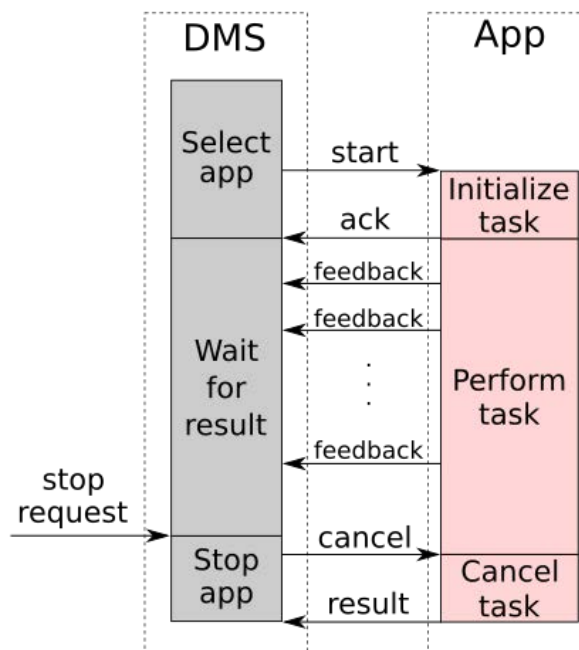 DMS
App
Select
app
start
Initialize
task
ack
feedback
feedback
Wait
for
result
.
.
.
Perform
task
feedback
stop
request
cancel
Stop
app
Cancel
task
result